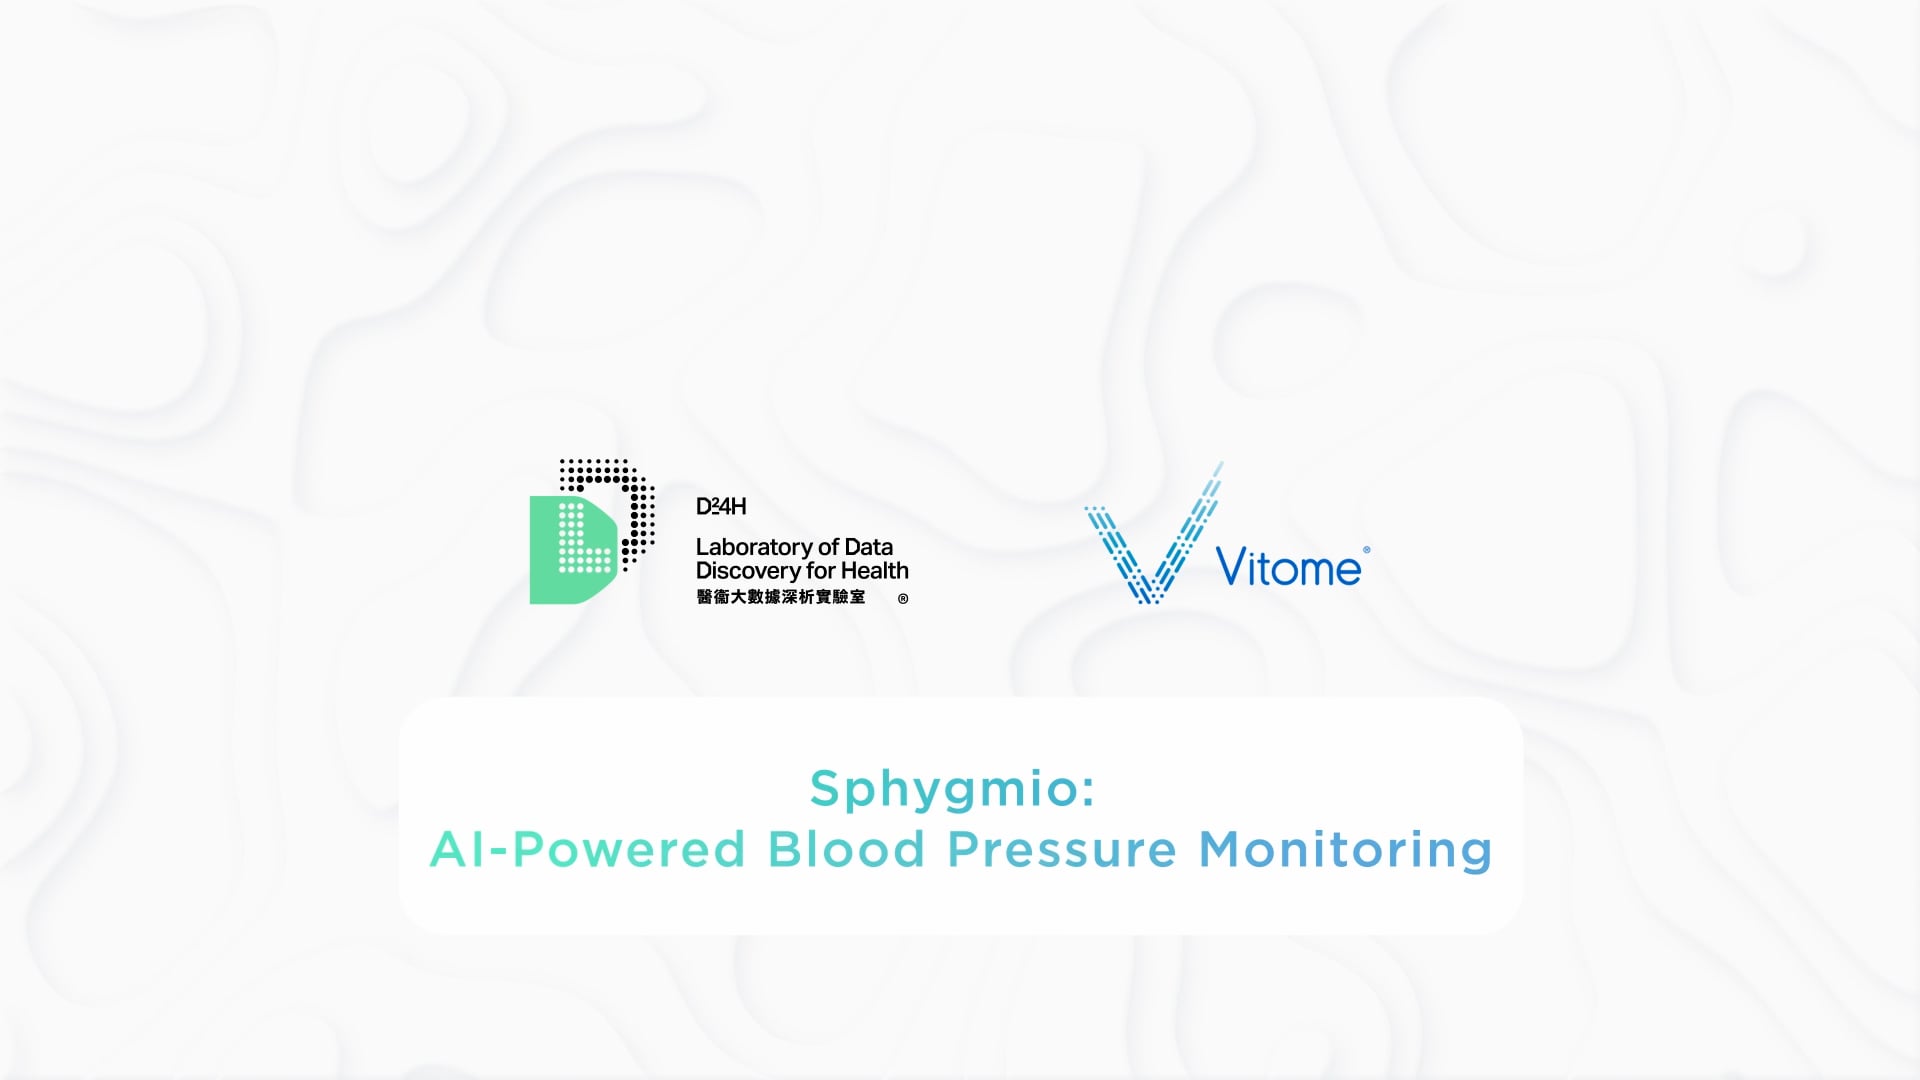 D²4H
Laboratory of Data
Discovery for Health
醫衞大數據深析實驗室 ®
Vitome®
Sphygmio:
AI-Powered Blood Pressure Monitoring